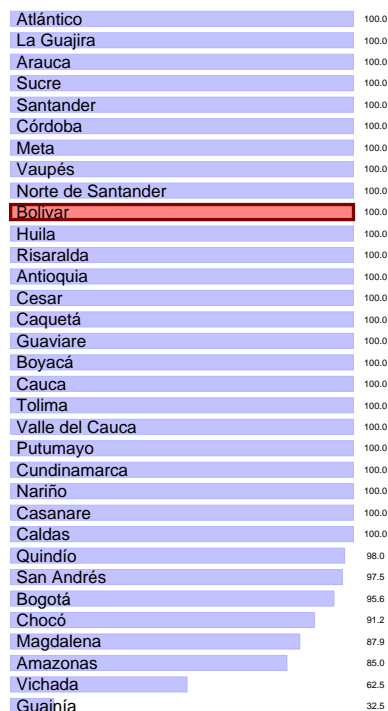 Atlántico 100.0
La Guajira 100.0
Arauca 100.0
Sucre 100.0
Santander 100.0
Córdoba 100.0
Meta 100.0
Vaupés 100.0
Norte de Santander 100.0
Bolivar 100.0
Huila 100.0
Risaralda 100.0
Antioquia 100.0
Cesar 100.0
Caquetá 100.0
Guaviare 100.0
Boyacá 100.0
Cauca 100.0
Tolima 100.0
Valle del Cauca 100.0
Putumayo 100.0
Cundinamarca 100.0
Nariño 100.0
Casanare 100.0
Caldas 100.0
Quindío 98.0
San Andrés 97.5
Bogotá 95.6
Chocó 91.2
Magdalena 87.9
Amazonas 85.0
Vichada 62.5
Guainía 32.5